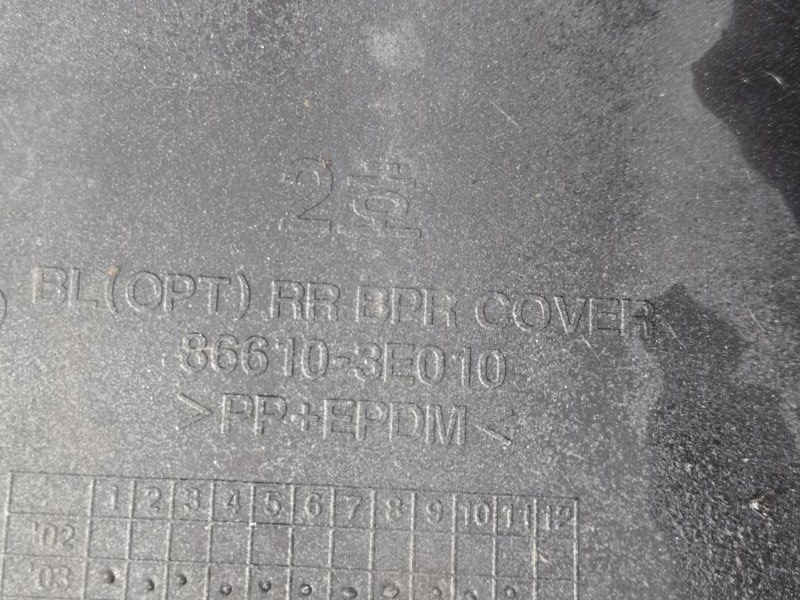 2차
BL(OPT) RR BPR COVER
86610-3E010
>PP+EPDM<
1 2 3 4 5 6 7 8 9 10 11 12
'02
'03